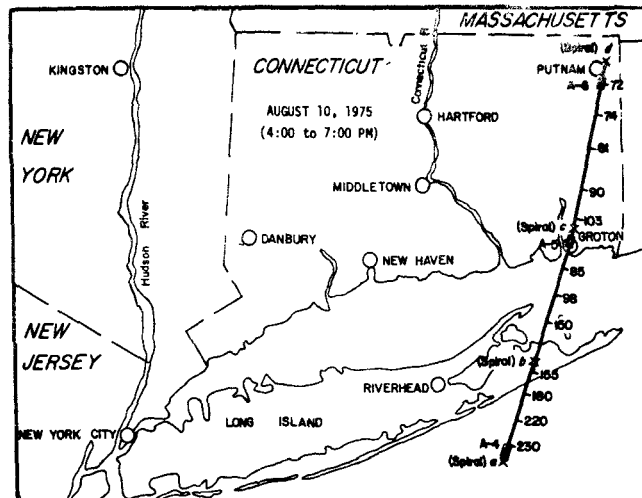 MASSACHUSETTS
(Spiral) d
KINGSTON
CONNECTICUT
Connecticut R
PUTNAM
A-6
72
AUGUST 10, 1975
(4:00 to 7:00 PM)
HARTFORD
74
81
NEW
YORK
MIDDLETOWN
90
Hudson River
103
(Spiral) c
DANBURY
A-5
GROTON
NEW HAVEN
85
98
NEW
JERSEY
150
(Spiral) b
165
RIVERHEAD
180
NEW YORK CITY
LONG ISLAND
220
A-4
230
(Spiral) a